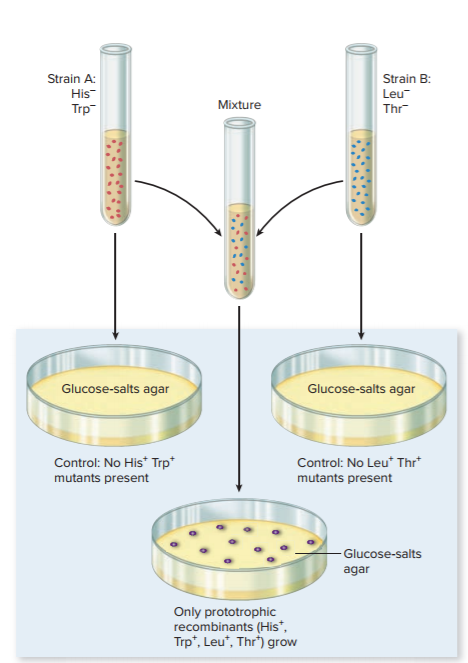 Strain A:
His⁻
Trp⁻
Mixture
Strain B:
Leu⁻
Thr⁻
Glucose-salts agar
Glucose-salts agar
Control: No His⁺ Trp⁺
mutants present
Control: No Leu⁺ Thr⁺
mutants present
Glucose-salts
agar
Only prototrophic
recombinants (His⁺,
Trp⁺, Leu⁺, Thr⁺) grow